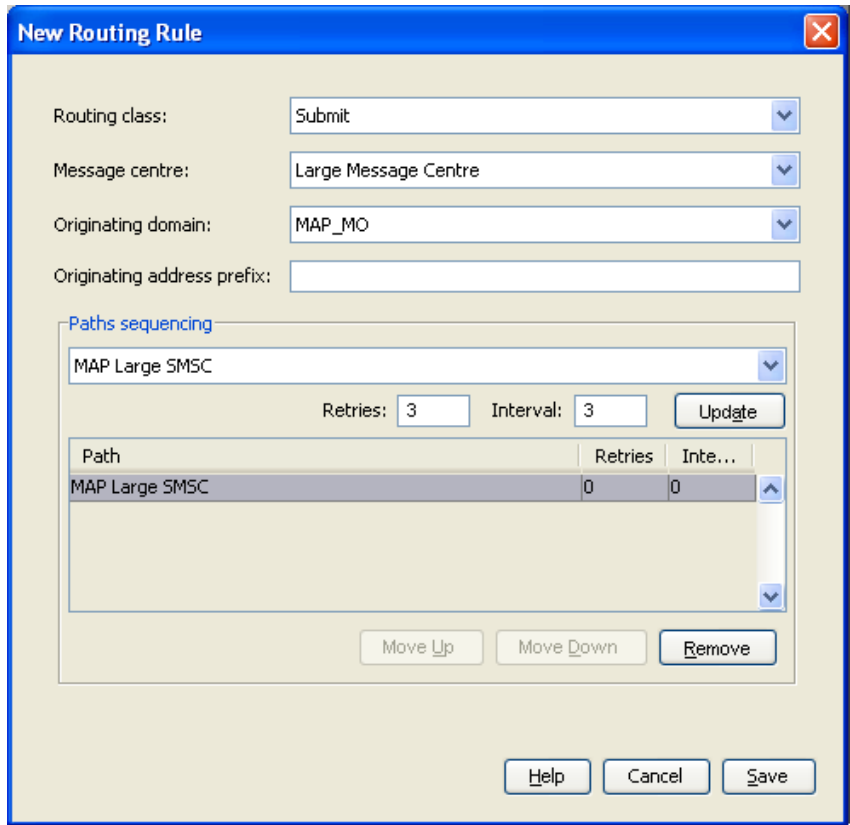 New Routing Rule
Routing class: Submit
Message centre: Large Message Centre
Originating domain: MAP_MO
Originating address prefix:
Paths sequencing
MAP Large SMSC
Retries: 3 Interval: 3 Update
Path Retries Inte...
MAP Large SMSC 0 0
Move Up Move Down Remove
Help Cancel Save